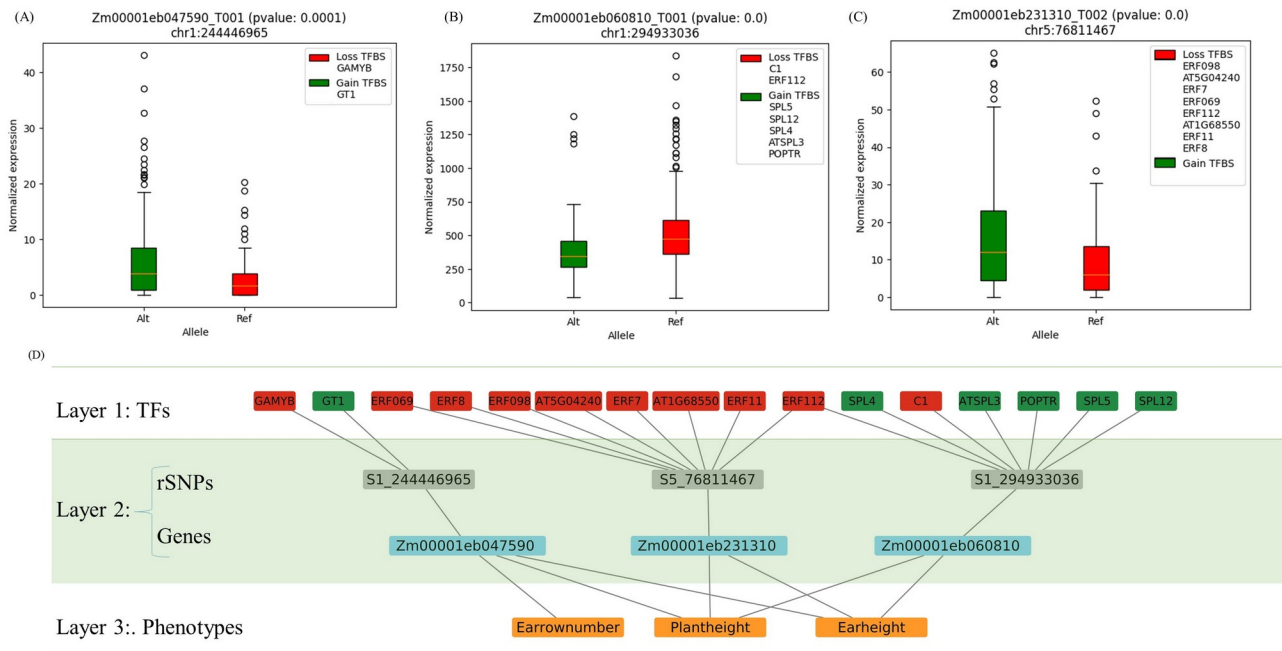 (A)
Zm00001eb047590_T001 (pvalue: 0.0001)
chr1:244446965
Normalized expression
40
30
20
10
0
Loss TFBS
GAMYB
Gain TFBS
GT1
Alt
Ref
Allele
(B)
Zm00001eb060810_T001 (pvalue: 0.0)
chr1:294933036
Normalized expression
1750
1500
1250
1000
750
500
250
0
Loss TFBS
C1
ERF112
Gain TFBS
SPL5
SPL12
SPL4
ATSPL3
POPTR
Alt
Ref
Allele
(C)
Zm00001eb231310_T002 (pvalue: 0.0)
chr5:76811467
Normalized expression
60
50
40
30
20
10
0
Loss TFBS
ERF098
AT5G04240
ERF7
ERF069
ERF112
AT1G68550
ERF11
ERF8
Gain TFBS
Alt
Ref
Allele
(D)
Layer 1: TFs
GAMYB
GT1
ERF069
ERF8
ERF098
AT5G04240
ERF7
AT1G68550
ERF11
ERF112
SPL4
C1
ATSPL3
POPTR
SPL5
SPL12
Layer 2:
rSNPs
S1_244446965
S5_76811467
S1_294933036
Genes
Zm00001eb047590
Zm00001eb231310
Zm00001eb060810
Layer 3:. Phenotypes
Earrownumber
Plantheight
Earheight